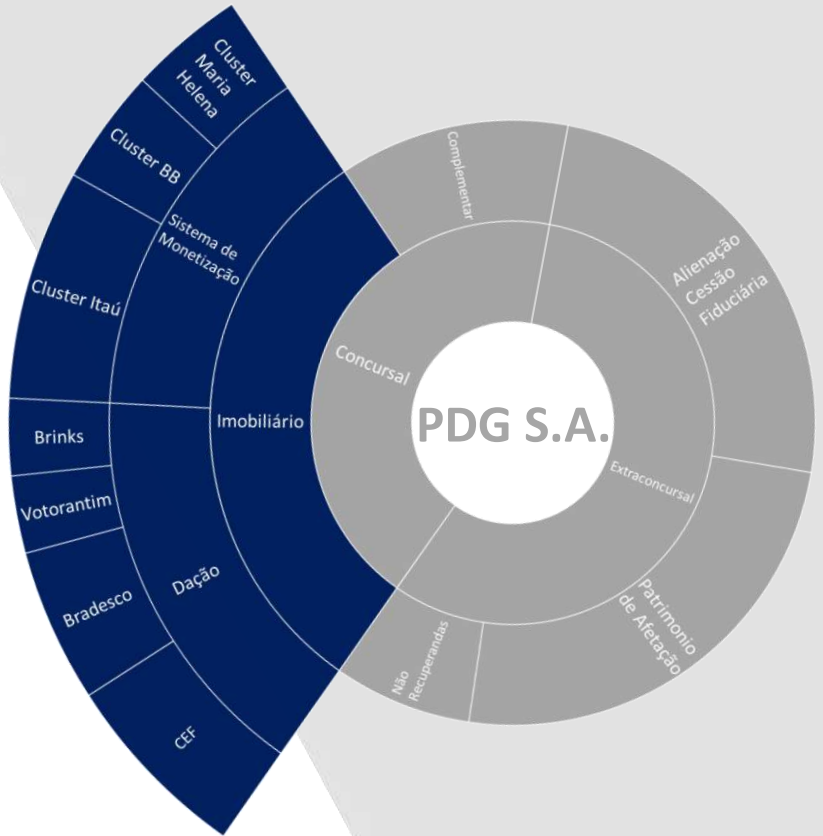 Cluster
Maria
Helena
Cluster BB
Cluster Itaú
Sistema de
Monetização
Brinks
Votorantim
Bradesco
CEF
Dação
Imobiliário
Complementar
Concursal
PDG S.A.
Alienação
Cessão
Fiduciária
Extraconcursal
Patrimonio
de Afetação
Não
Recuperandas